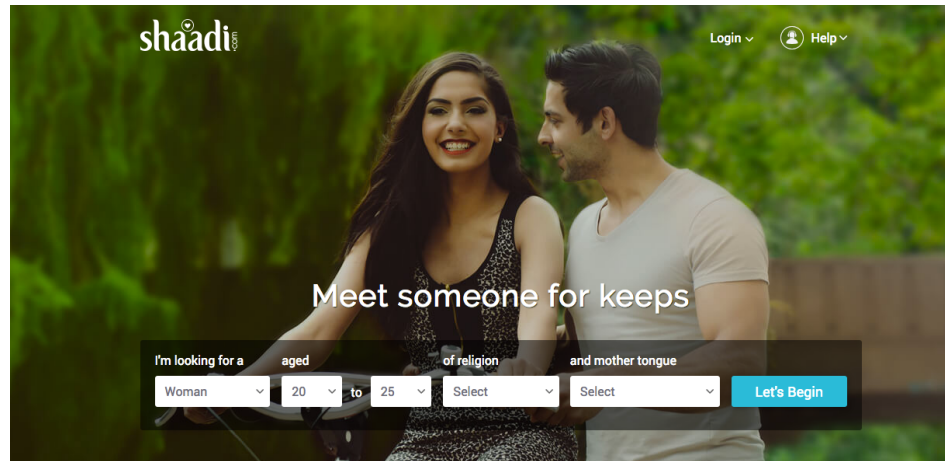 shaadi.com
Login
Help
Meet someone for keeps
I'm looking for a aged of religion and mother tongue
Woman 20 to 25 Select Select Let's Begin